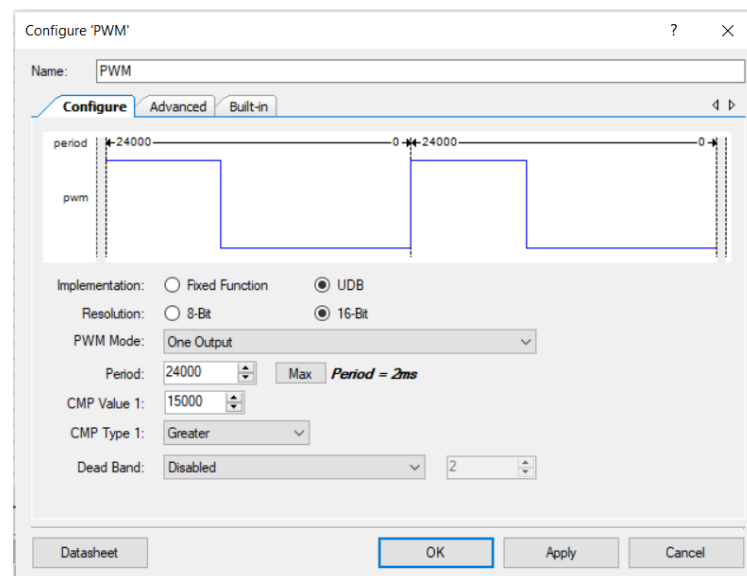 Configure 'PWM'
Name: PWM
Configure Advanced Built-in
period 24000 0 24000 0
pwm
Implementation: Fixed Function UDB
Resolution: 8-Bit 16-Bit
PWM Mode: One Output
Period: 24000 Max Period = 2ms
CMP Value 1: 15000
CMP Type 1: Greater
Dead Band: Disabled 2
Datasheet OK Apply Cancel